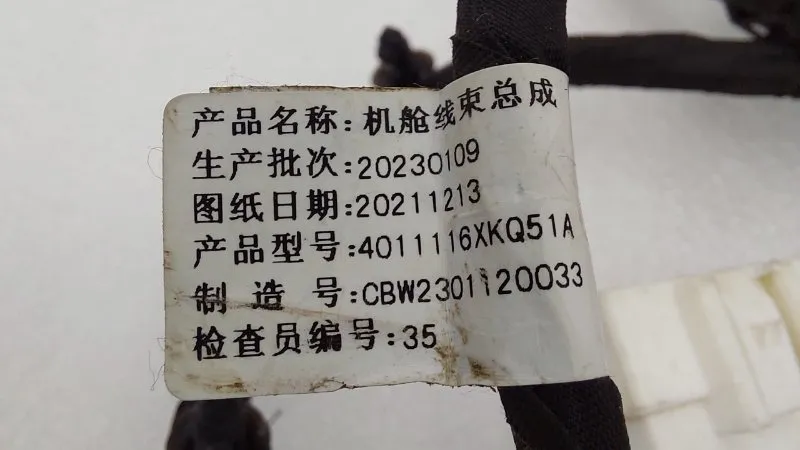 产品名称:机舱线束总成
生产批次:20230109
图纸日期:20211213
产品型号:4011116XKQ51A
制造号:CBW2301120033
检查员编号:35